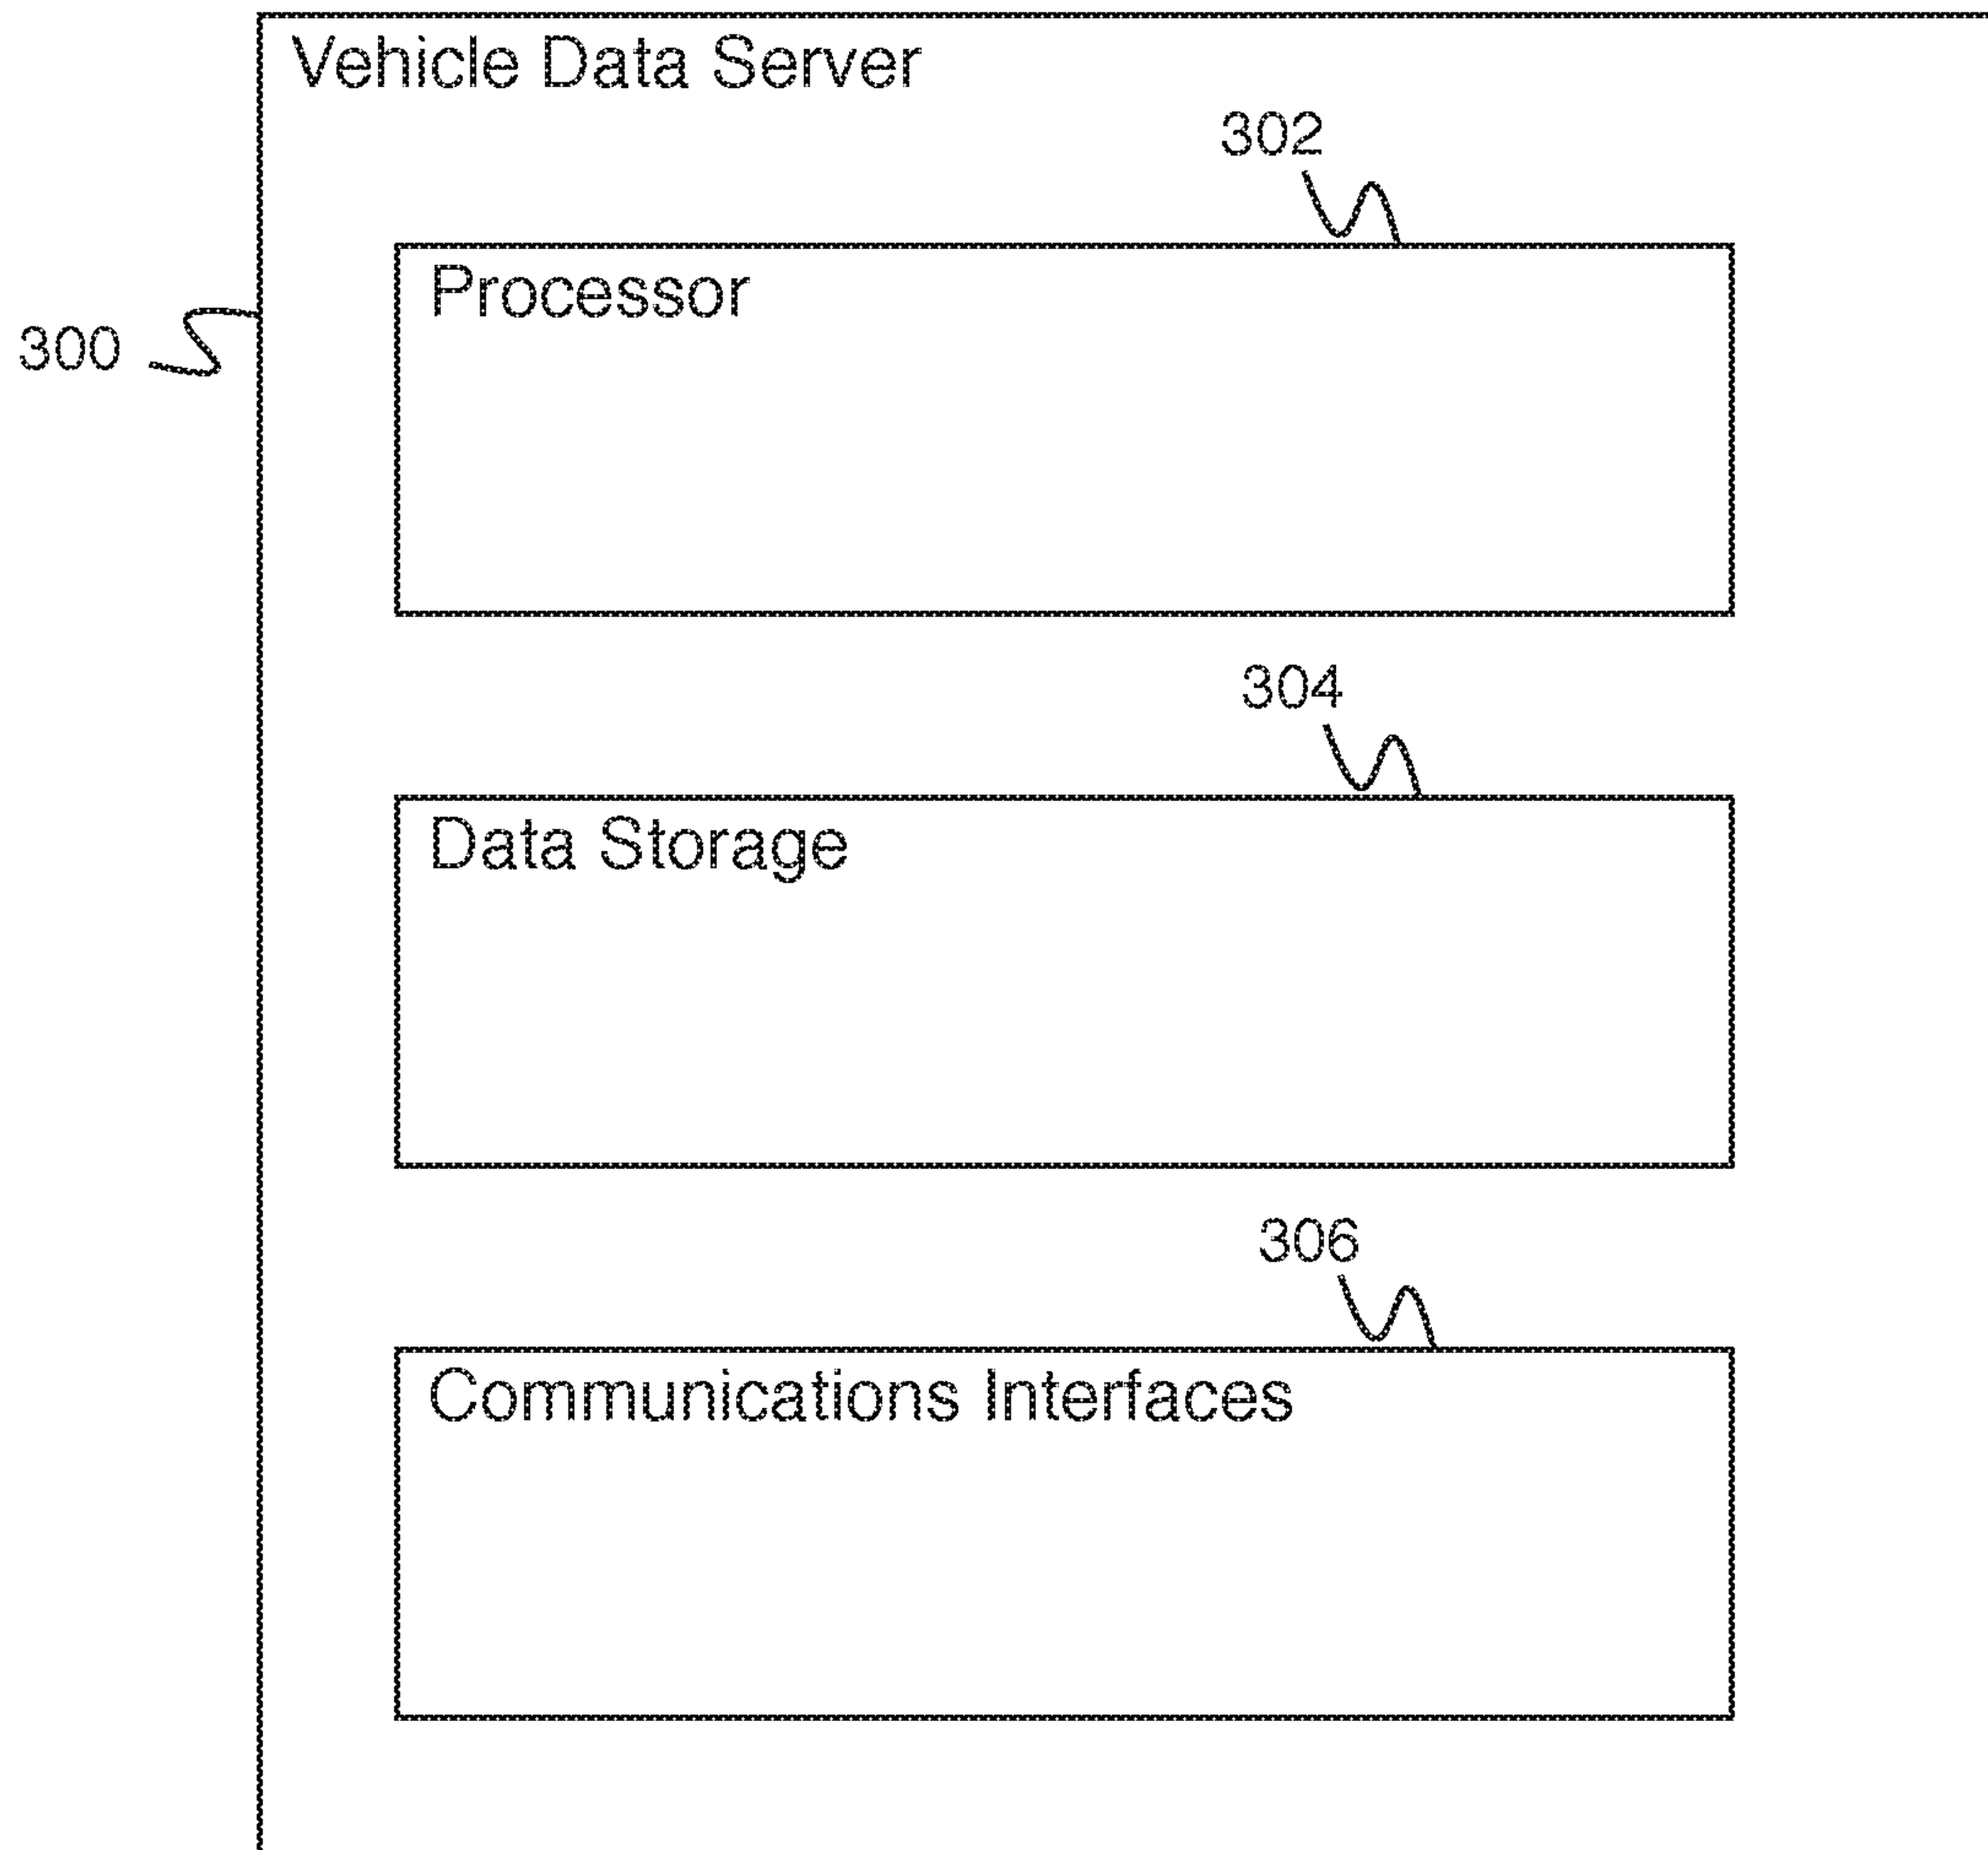 Vehicle Data Server
302
Processor
300
304
Data Storage
306
Communications Interfaces